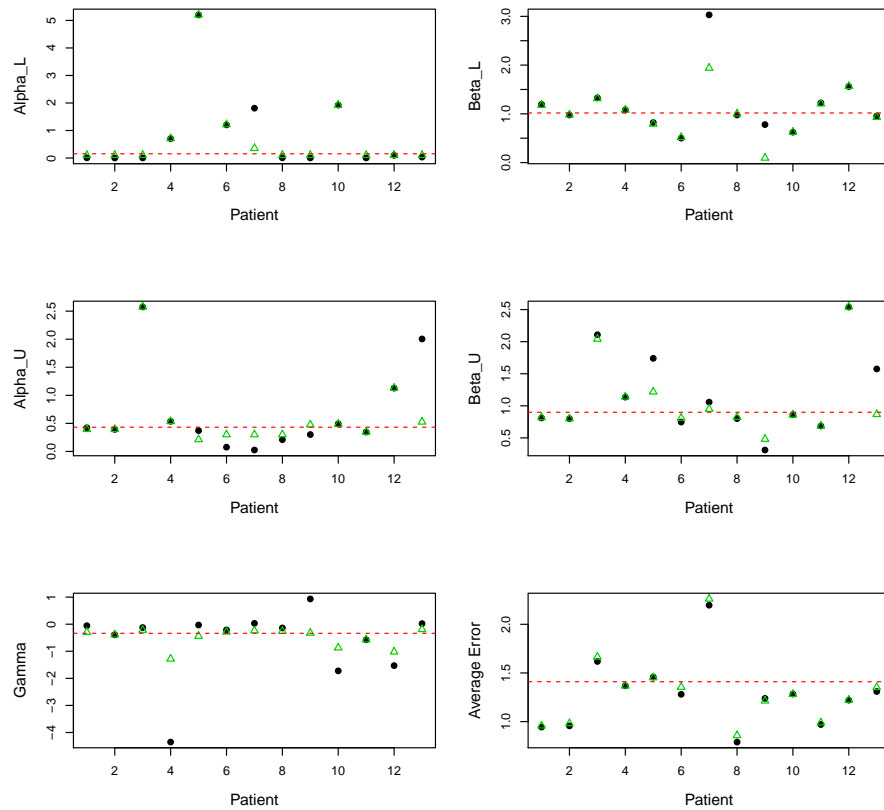 Alpha_L
0 1 2 3 4 5
2 4 6 8 10 12
Patient
Beta_L
0.0 1.0 2.0 3.0
2 4 6 8 10 12
Patient
Alpha_U
0.0 0.5 1.0 1.5 2.0 2.5
2 4 6 8 10 12
Patient
Beta_U
0.5 1.0 1.5 2.0 2.5
2 4 6 8 10 12
Patient
Gamma
−4 −3 −2 −1 0 1
2 4 6 8 10 12
Patient
Average Error
1.0 1.5 2.0
2 4 6 8 10 12
Patient